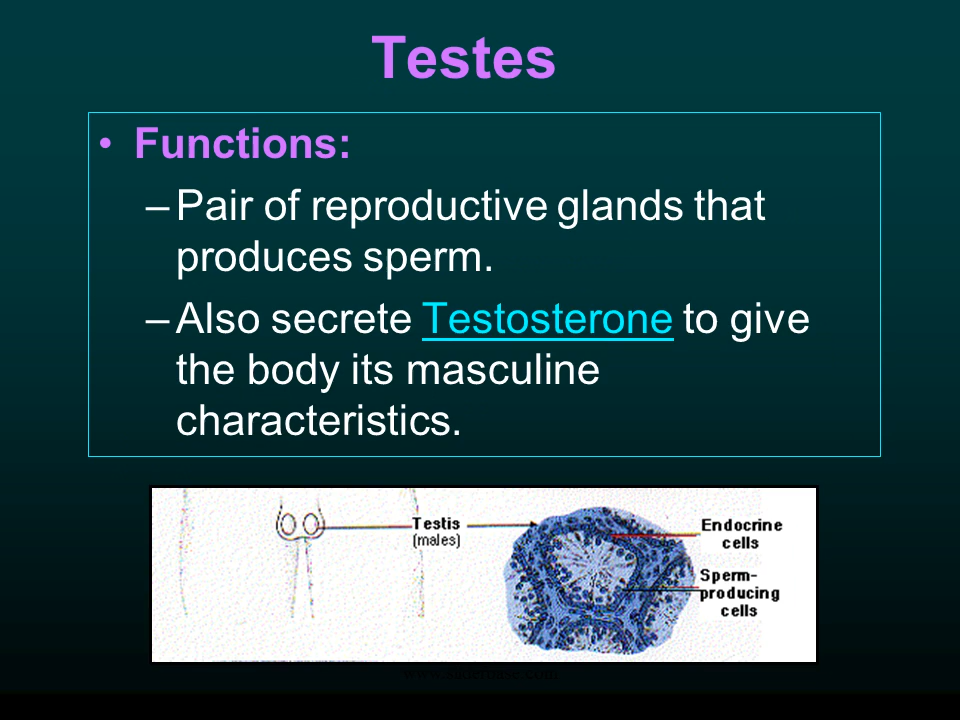 Testes
• Functions:
– Pair of reproductive glands that
produces sperm.
– Also secrete Testosterone to give
the body its masculine
characteristics.
Testis
(males)
Endocrine
cells
Sperm-
producing
cells